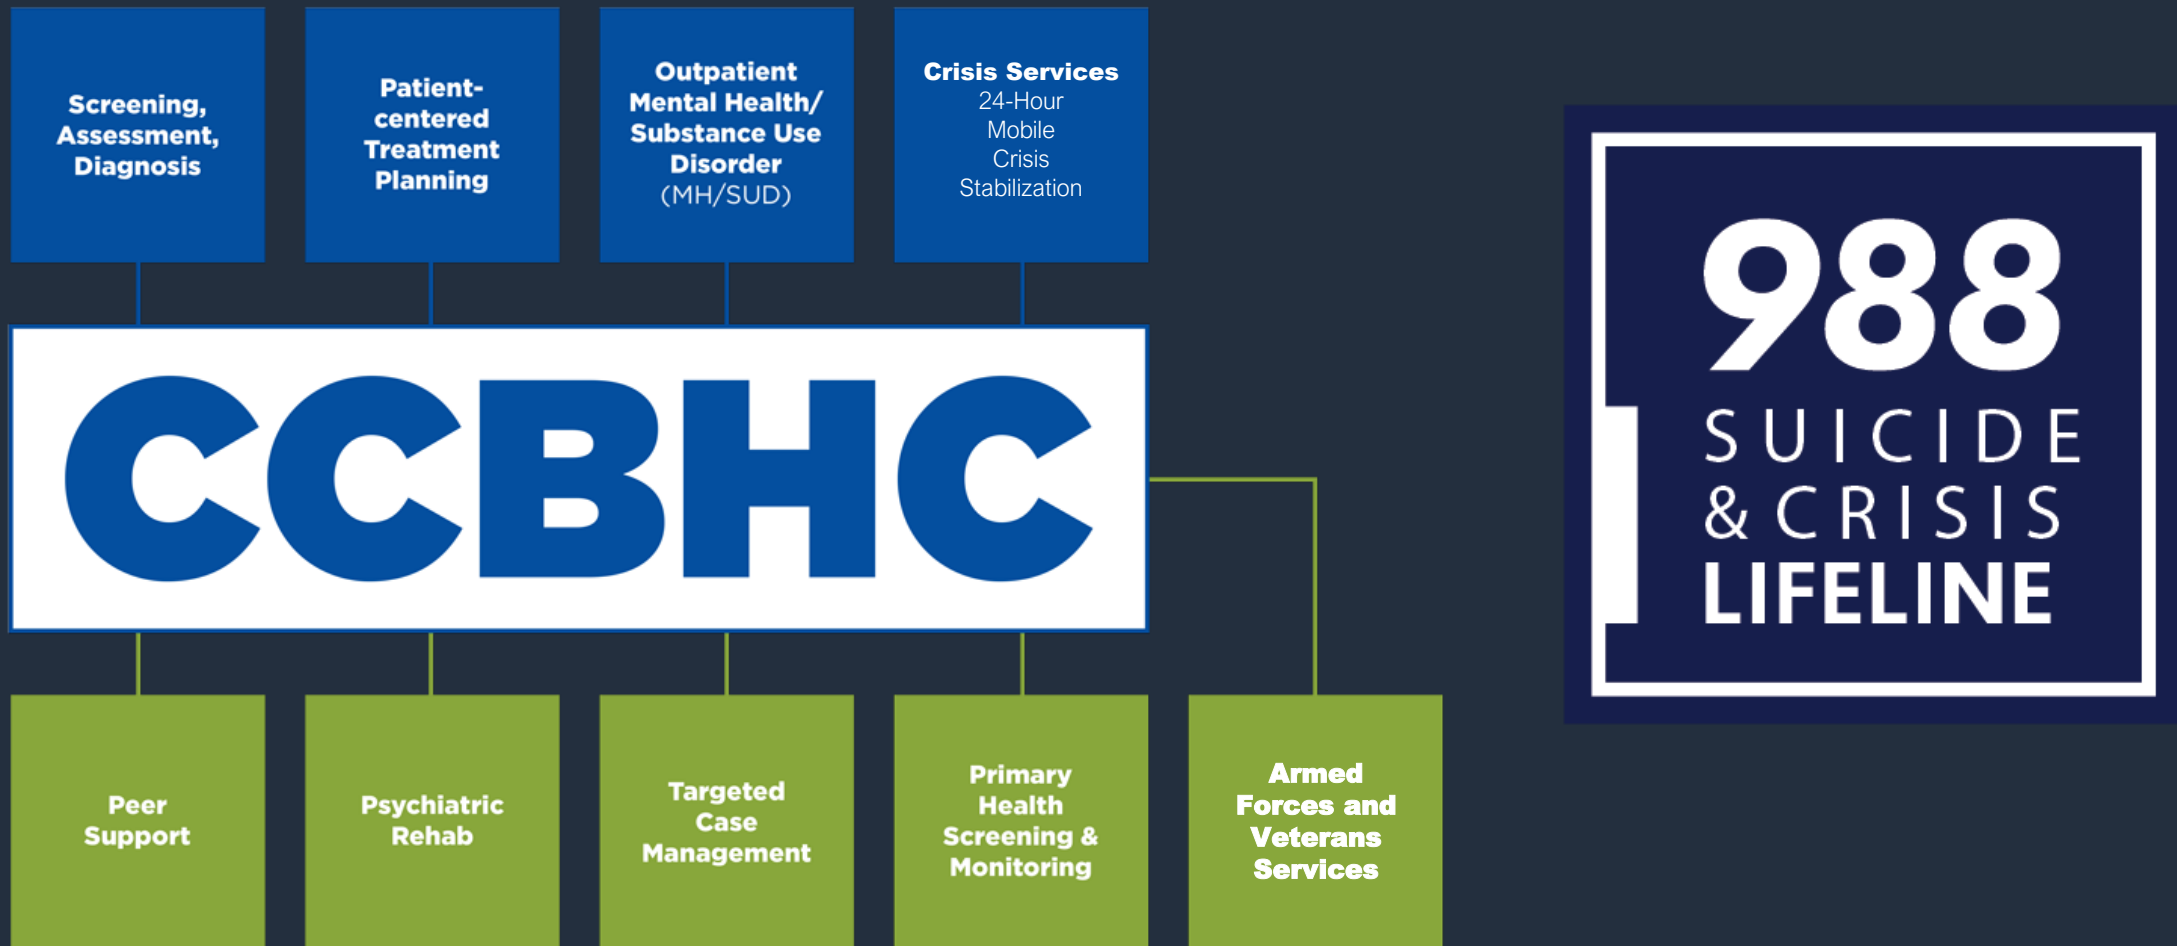 Screening,
Assessment,
Diagnosis
Patient-
centered
Treatment
Planning
Outpatient
Mental Health/
Substance Use
Disorder
(MH/SUD)
Crisis Services
24-Hour
Mobile
Crisis
Stabilization
CCBHC
Peer
Support
Psychiatric
Rehab
Targeted
Case
Management
Primary
Health
Screening &
Monitoring
Armed
Forces and
Veterans
Services
988
SUICIDE
& CRISIS
LIFELINE